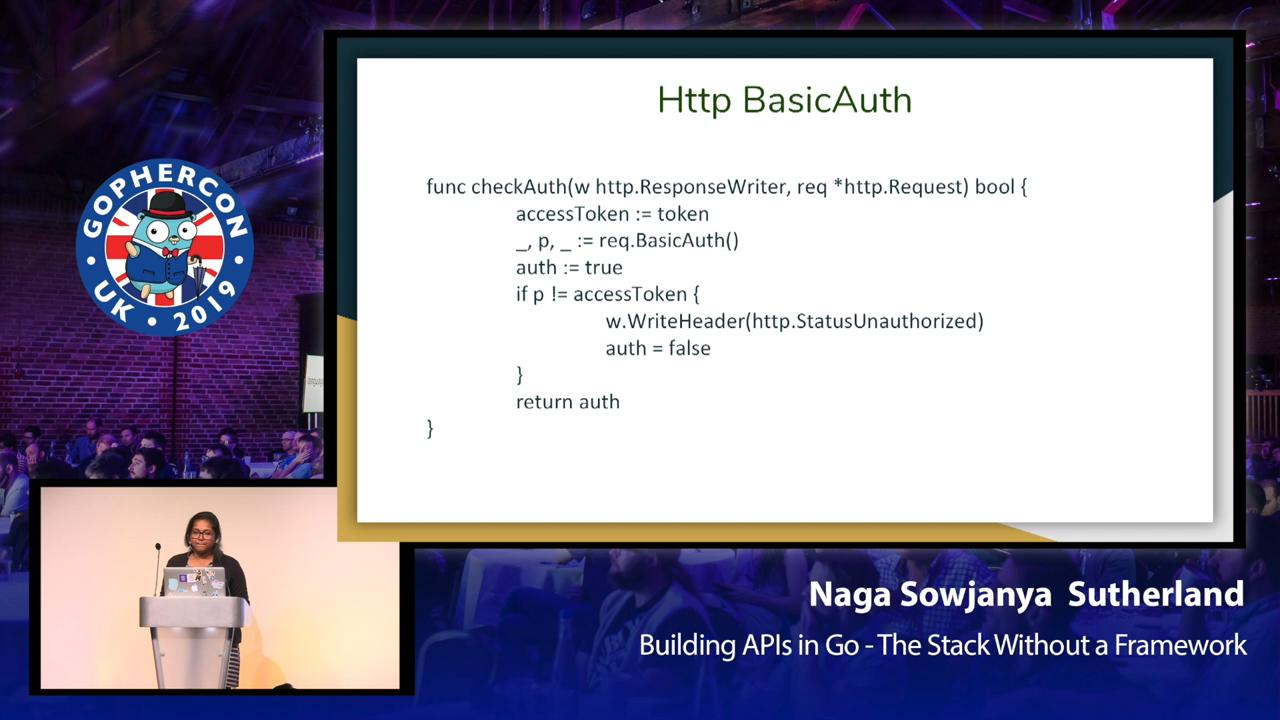 Http BasicAuth
func checkAuth(w http.ResponseWriter, req *http.Request) bool {
accessToken := token
_, p, _ := req.BasicAuth()
auth := true
if p != accessToken {
w.WriteHeader(http.StatusUnauthorized)
auth = false
}
return auth
}
GOPHERCON
UK • 2019
Naga Sowjanya Sutherland
Building APIs in Go - The Stack Without a Framework